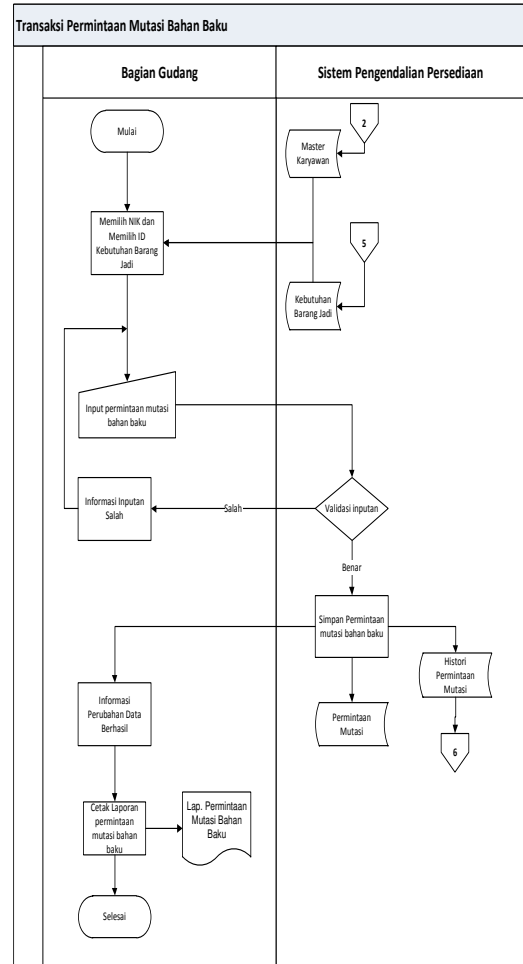 Transaksi Permintaan Mutasi Bahan Baku
Bagian Gudang
Sistem Pengendalian Persediaan
Mulai
2
Master
Karyawan
Memilih NIK dan
Memilih ID
Kebutuhan Barang
Jadi
5
Kebutuhan
Barang Jadi
Input permintaan mutasi
bahan baku
Informasi Inputan
Salah
Salah
Validasi inputan
Benar
Simpan Permintaan
mutasi bahan baku
Histori
Permintaan
Mutasi
Informasi
Perubahan Data
Berhasil
Permintaan
Mutasi
6
Cetak Laporan
permintaan
mutasi bahan
baku
Lap. Permintaan
Mutasi Bahan
Baku
Selesai